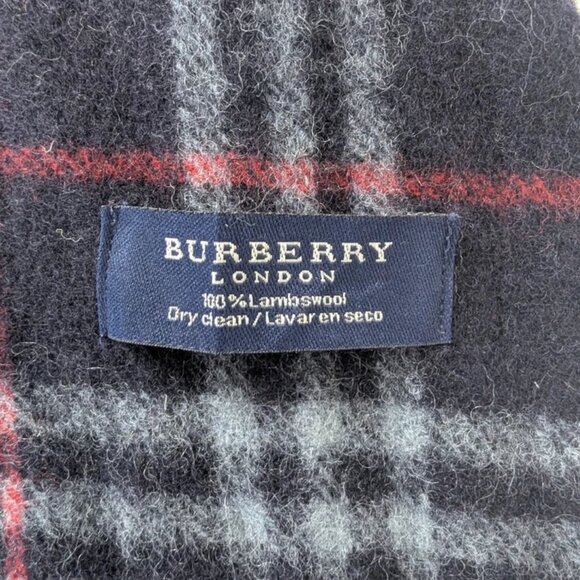 BURBERRY
LONDON
100% Lambswool
Dry clean / Lavar en seco